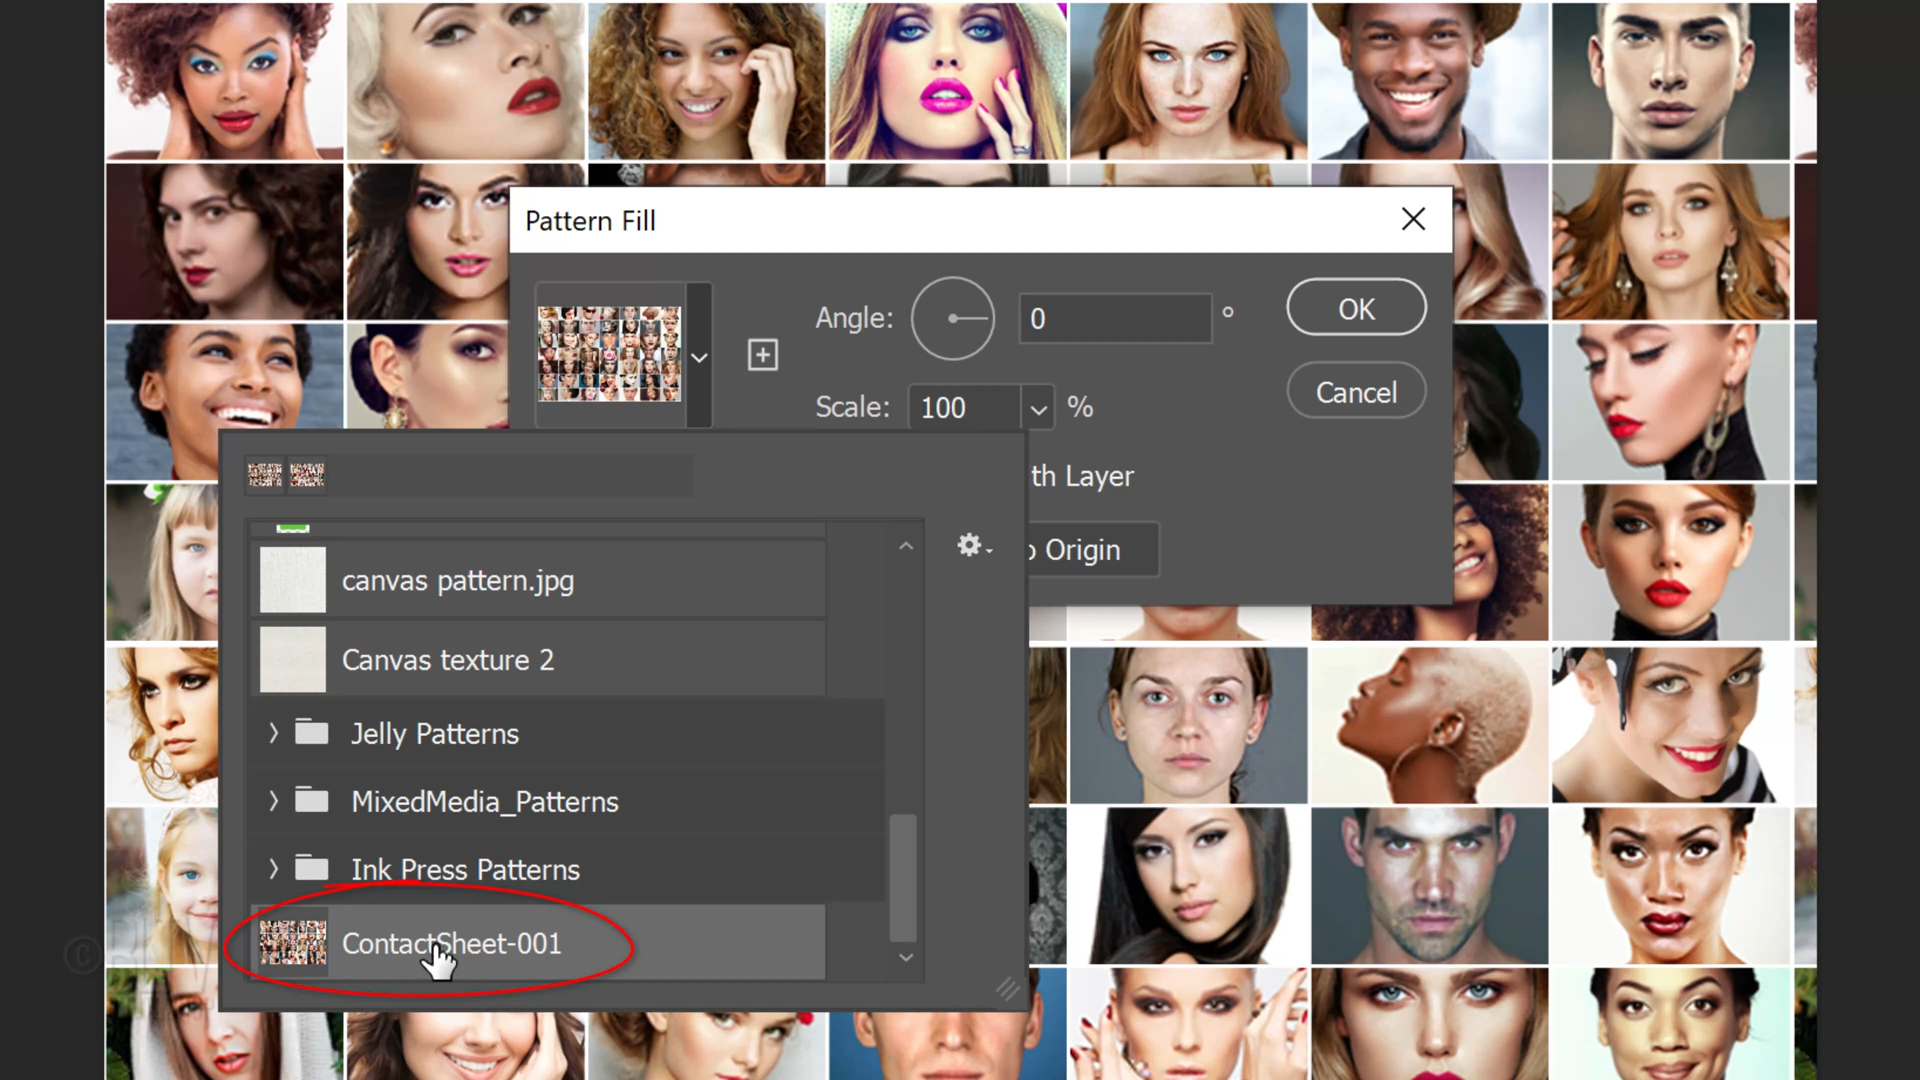 Pattern Fill
Angle: 0 °
OK
Scale: 100 %
Cancel
th Layer
Origin
canvas pattern.jpg
Canvas texture 2
Jelly Patterns
MixedMedia_Patterns
Ink Press Patterns
ContactSheet-001